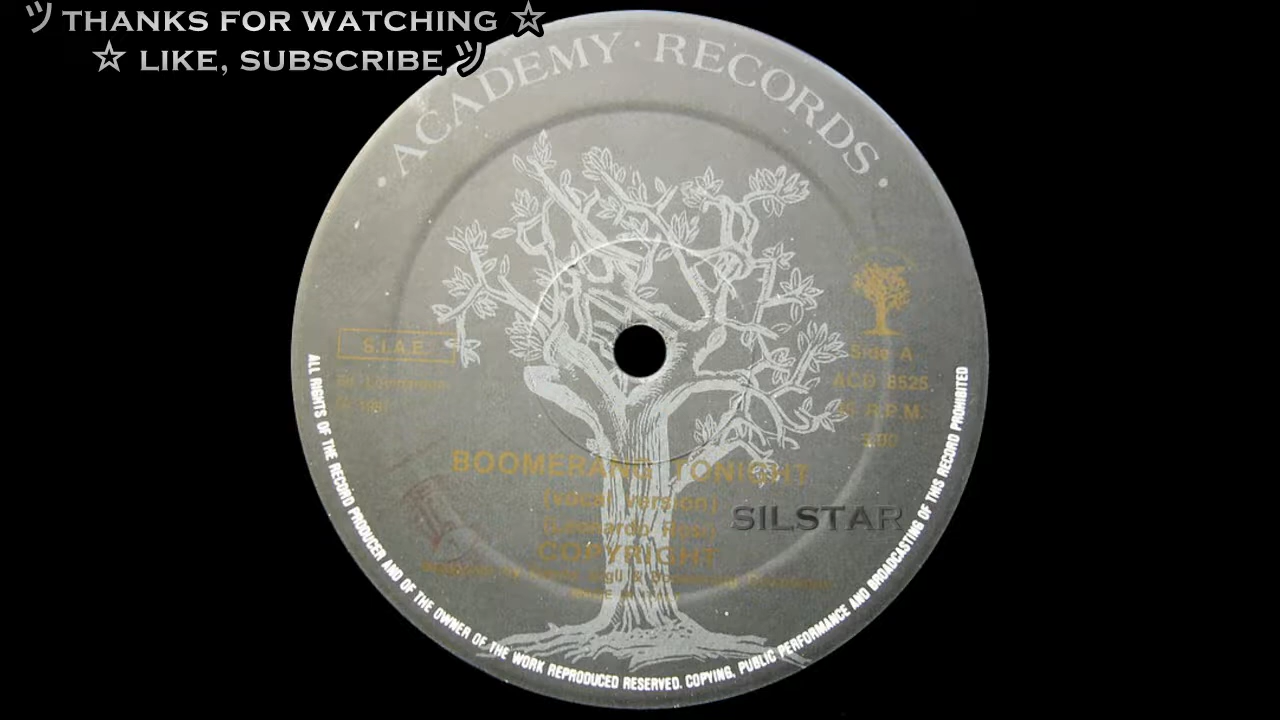 ツ THANKS FOR WATCHING ☆
☆ LIKE, SUBSCRIBE ツ
· ACADEMY · RECORDS ·
S.I.A.E.
Side A
ACD 8525
R.P.M.
BOOMERANG TONIGHT
(vocal version)
(Leonardo
SILSTAR
COPYRIGHT
ALL RIGHTS OF THE RECORD PRODUCER AND OF THE OWNER OF THE WORK REPRODUCED RESERVED. COPYING, PUBLIC PERFORMANCE AND BROADCASTING OF THIS RECORD PROHIBITED